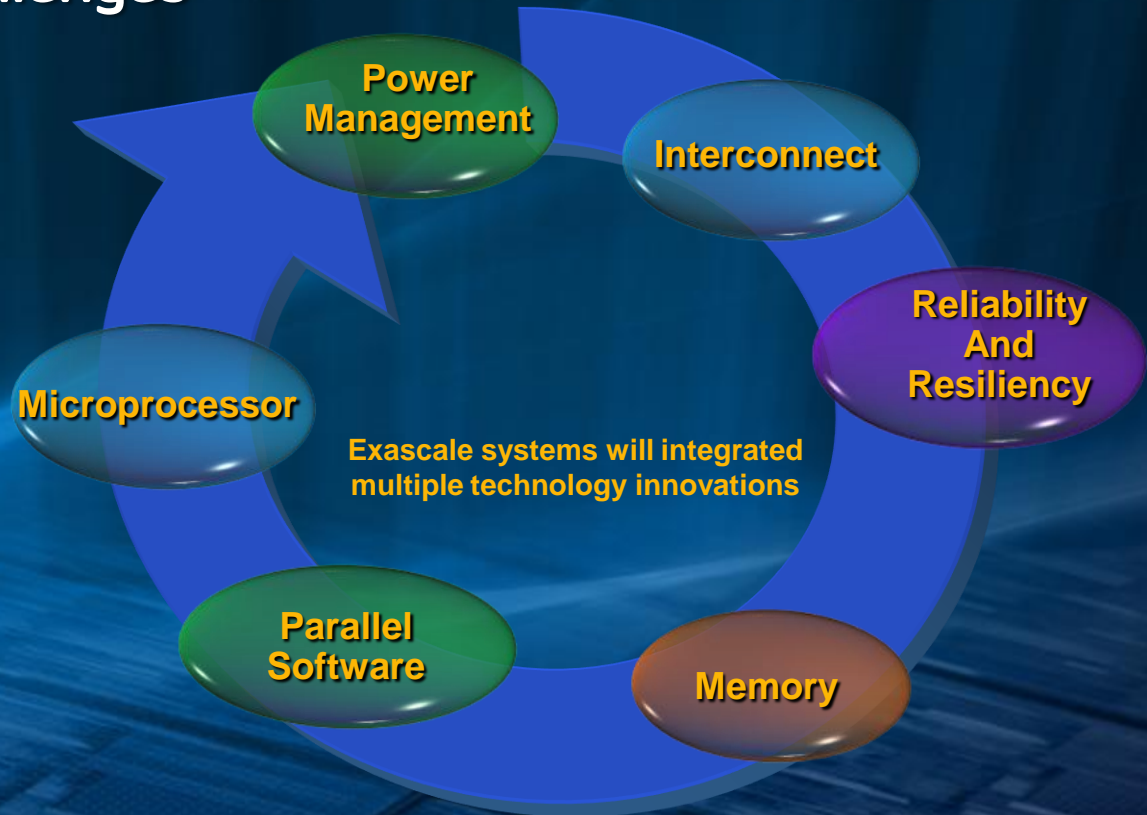 Power
Management
Interconnect
Reliability
And
Resiliency
Microprocessor
Exascale systems will integrated
multiple technology innovations
Parallel
Software
Memory